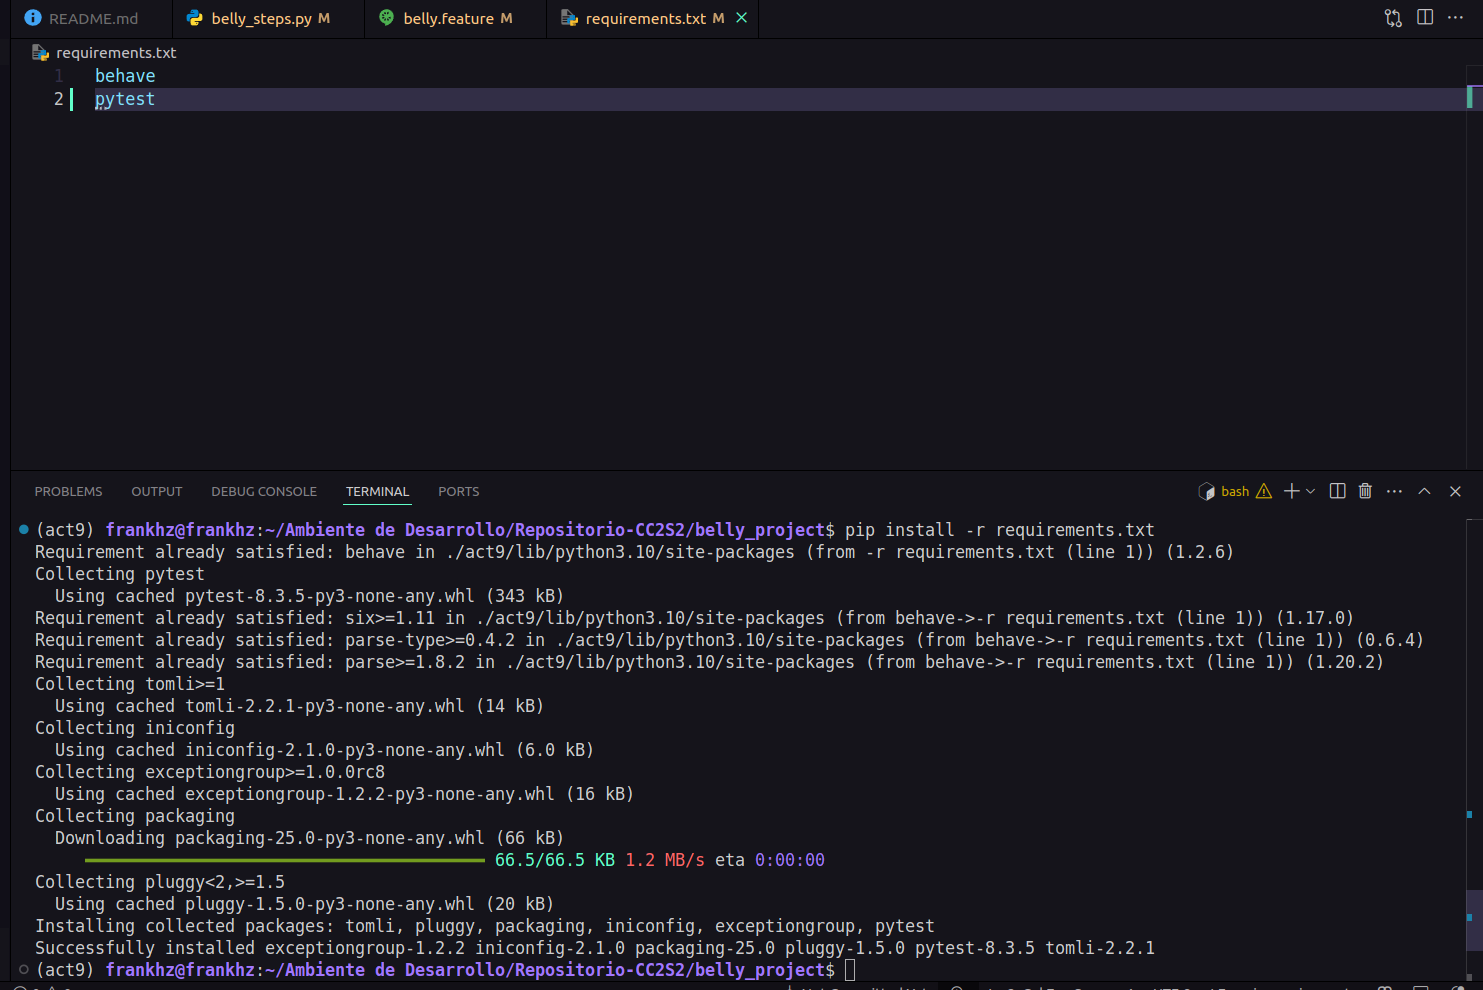 README.md belly_steps.py M belly.feature M requirements.txt M
requirements.txt
1 behave
2 pytest
PROBLEMS OUTPUT DEBUG CONSOLE TERMINAL PORTS bash
(act9) frankhz@frankhz:~/Ambiente de Desarrollo/Repositorio-CC2S2/belly_project$ pip install -r requirements.txt
Requirement already satisfied: behave in ./act9/lib/python3.10/site-packages (from -r requirements.txt (line 1)) (1.2.6)
Collecting pytest
  Using cached pytest-8.3.5-py3-none-any.whl (343 kB)
Requirement already satisfied: six>=1.11 in ./act9/lib/python3.10/site-packages (from behave->-r requirements.txt (line 1)) (1.17.0)
Requirement already satisfied: parse-type>=0.4.2 in ./act9/lib/python3.10/site-packages (from behave->-r requirements.txt (line 1)) (0.6.4)
Requirement already satisfied: parse>=1.8.2 in ./act9/lib/python3.10/site-packages (from behave->-r requirements.txt (line 1)) (1.20.2)
Collecting tomli>=1
  Using cached tomli-2.2.1-py3-none-any.whl (14 kB)
Collecting iniconfig
  Using cached iniconfig-2.1.0-py3-none-any.whl (6.0 kB)
Collecting exceptiongroup>=1.0.0rc8
  Using cached exceptiongroup-1.2.2-py3-none-any.whl (16 kB)
Collecting packaging
  Downloading packaging-25.0-py3-none-any.whl (66 kB)
66.5/66.5 KB 1.2 MB/s eta 0:00:00
Collecting pluggy<2,>=1.5
  Using cached pluggy-1.5.0-py3-none-any.whl (20 kB)
Installing collected packages: tomli, pluggy, packaging, iniconfig, exceptiongroup, pytest
Successfully installed exceptiongroup-1.2.2 iniconfig-2.1.0 packaging-25.0 pluggy-1.5.0 pytest-8.3.5 tomli-2.2.1
(act9) frankhz@frankhz:~/Ambiente de Desarrollo/Repositorio-CC2S2/belly_project$